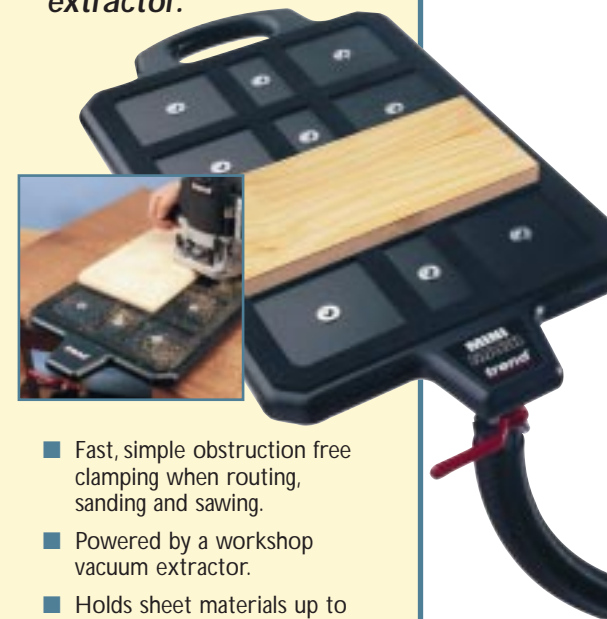 extractor.
MINI
trend
■ Fast, simple obstruction free
clamping when routing,
sanding and sawing.
■ Powered by a workshop
vacuum extractor.
■ Holds sheet materials up to